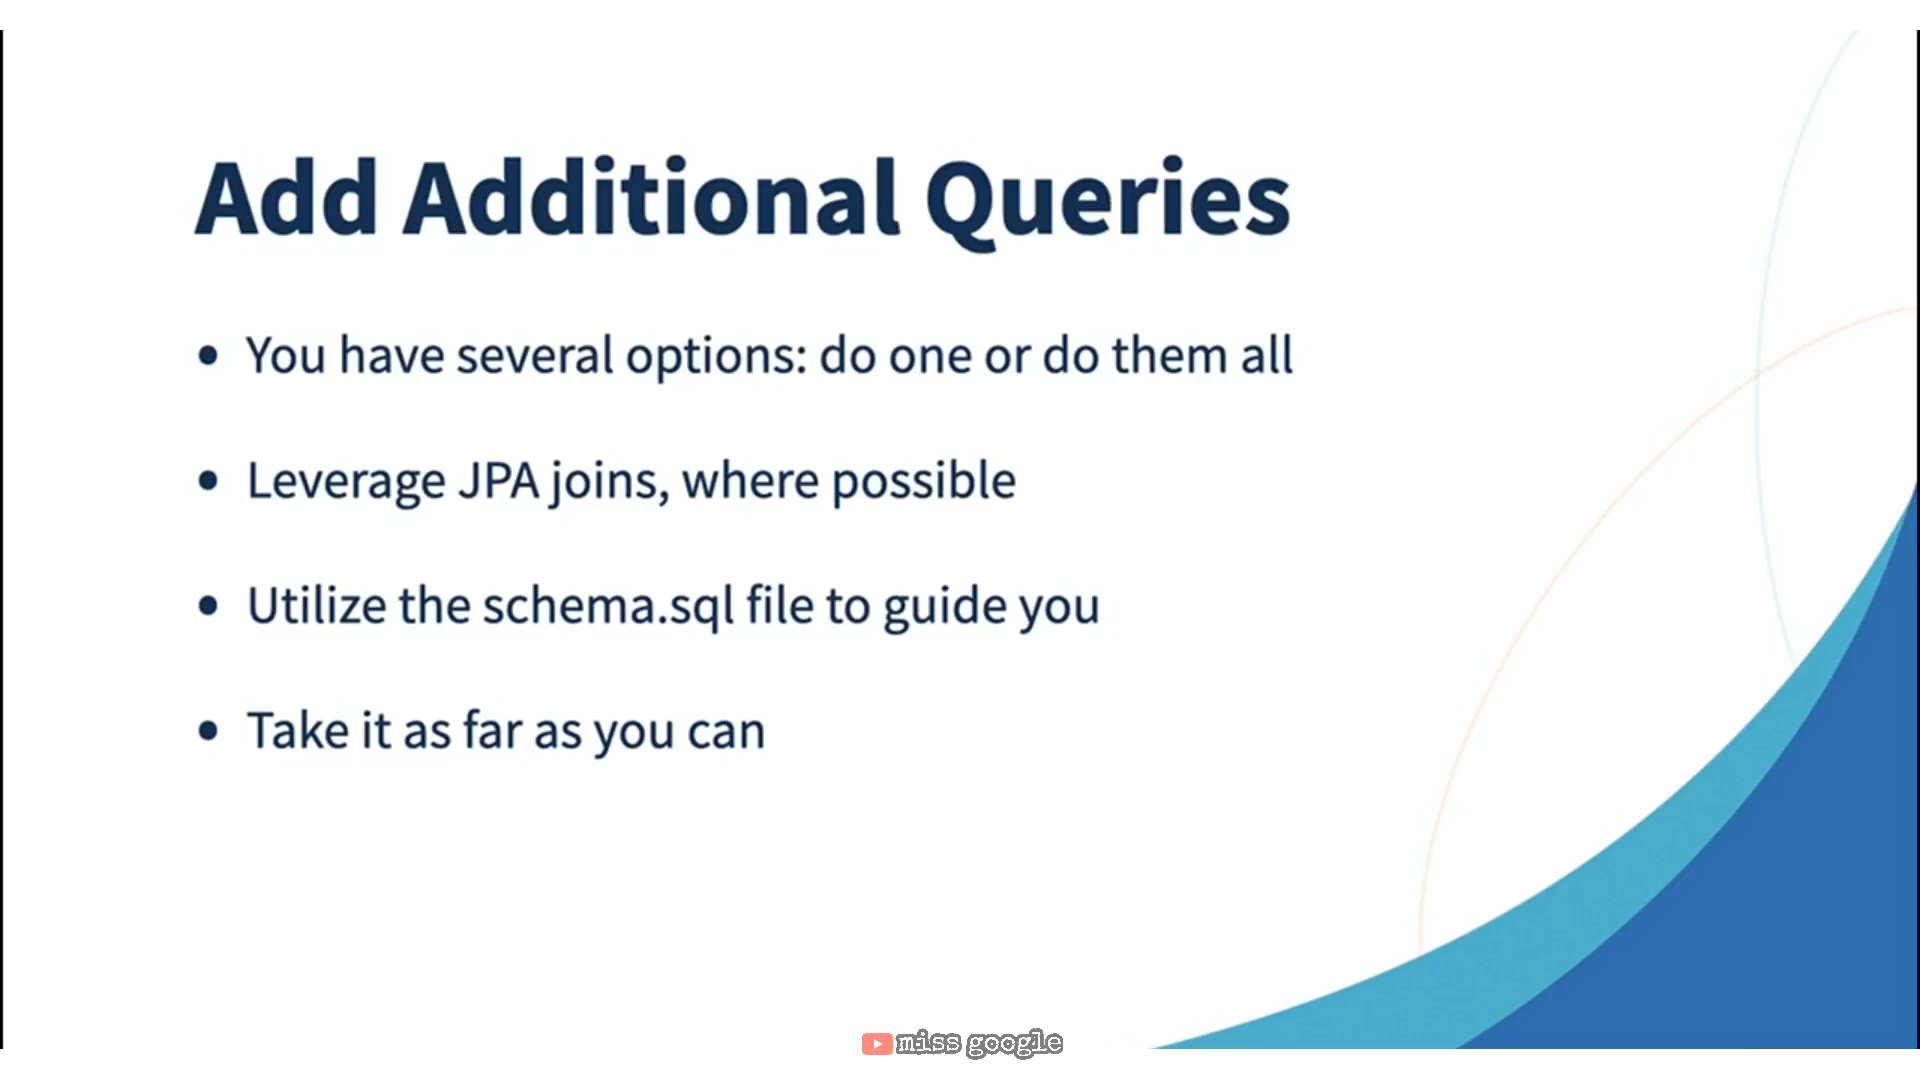 Add Additional Queries
• You have several options: do one or do them all
• Leverage JPA joins, where possible
• Utilize the schema.sql file to guide you
• Take it as far as you can
miss google